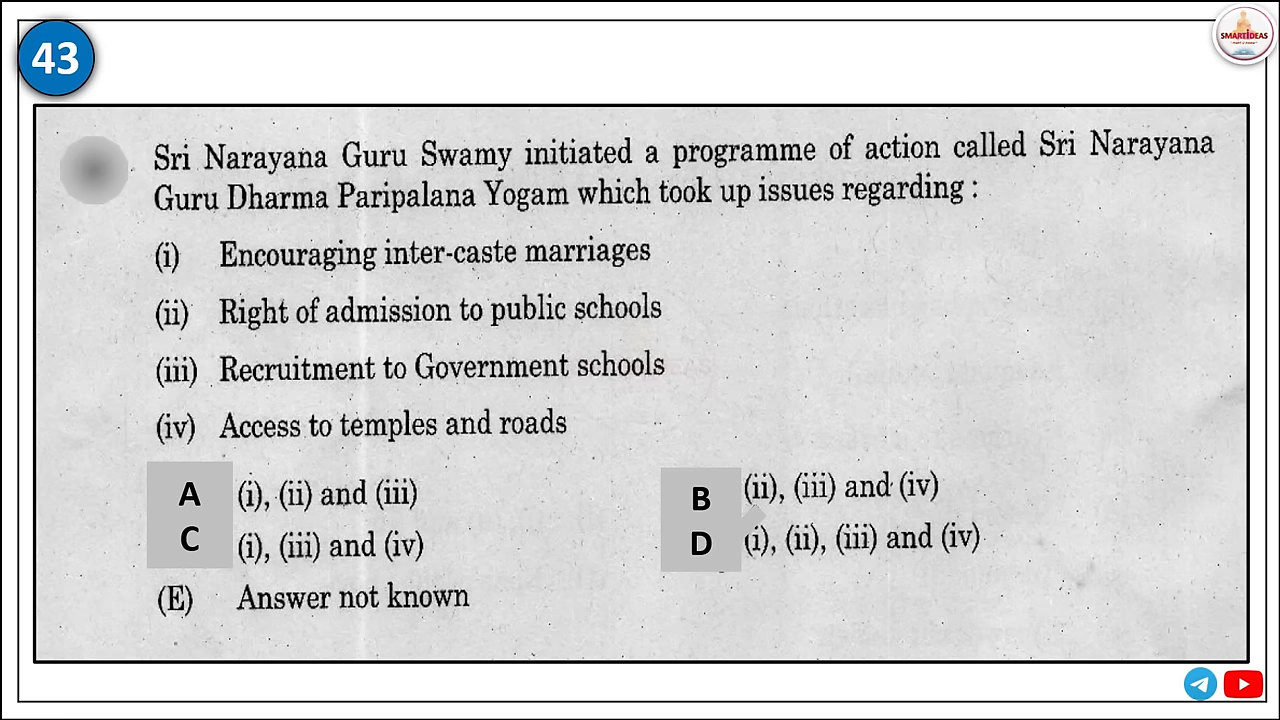 43
SMARTIDEAS
Sri Narayana Guru Swamy initiated a programme of action called Sri Narayana
Guru Dharma Paripalana Yogam which took up issues regarding :
(i) Encouraging inter-caste marriages
(ii) Right of admission to public schools
(iii) Recruitment to Government schools
(iv) Access to temples and roads
A (i), (ii) and (iii) B (ii), (iii) and (iv)
C (i), (iii) and (iv) D (i), (ii), (iii) and (iv)
(E) Answer not known